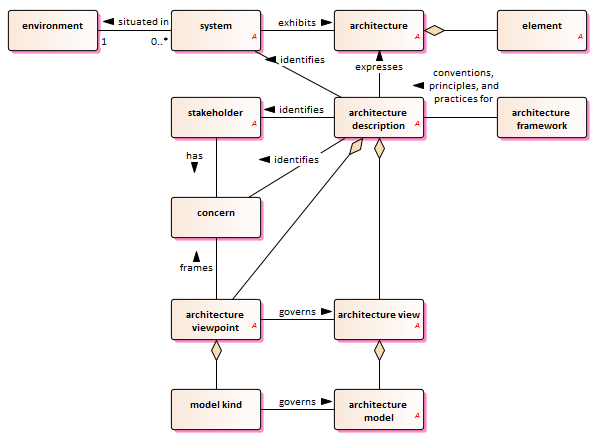 environment
situated in
1
0..*
system
A
exhibits
architecture
A
element
A
identifies
expresses
conventions,
principles, and
practices for
stakeholder
A
identifies
architecture
description
A
architecture
framework
has
identifies
concern
frames
architecture
viewpoint
A
governs
architecture view
A
model kind
governs
architecture
model
A